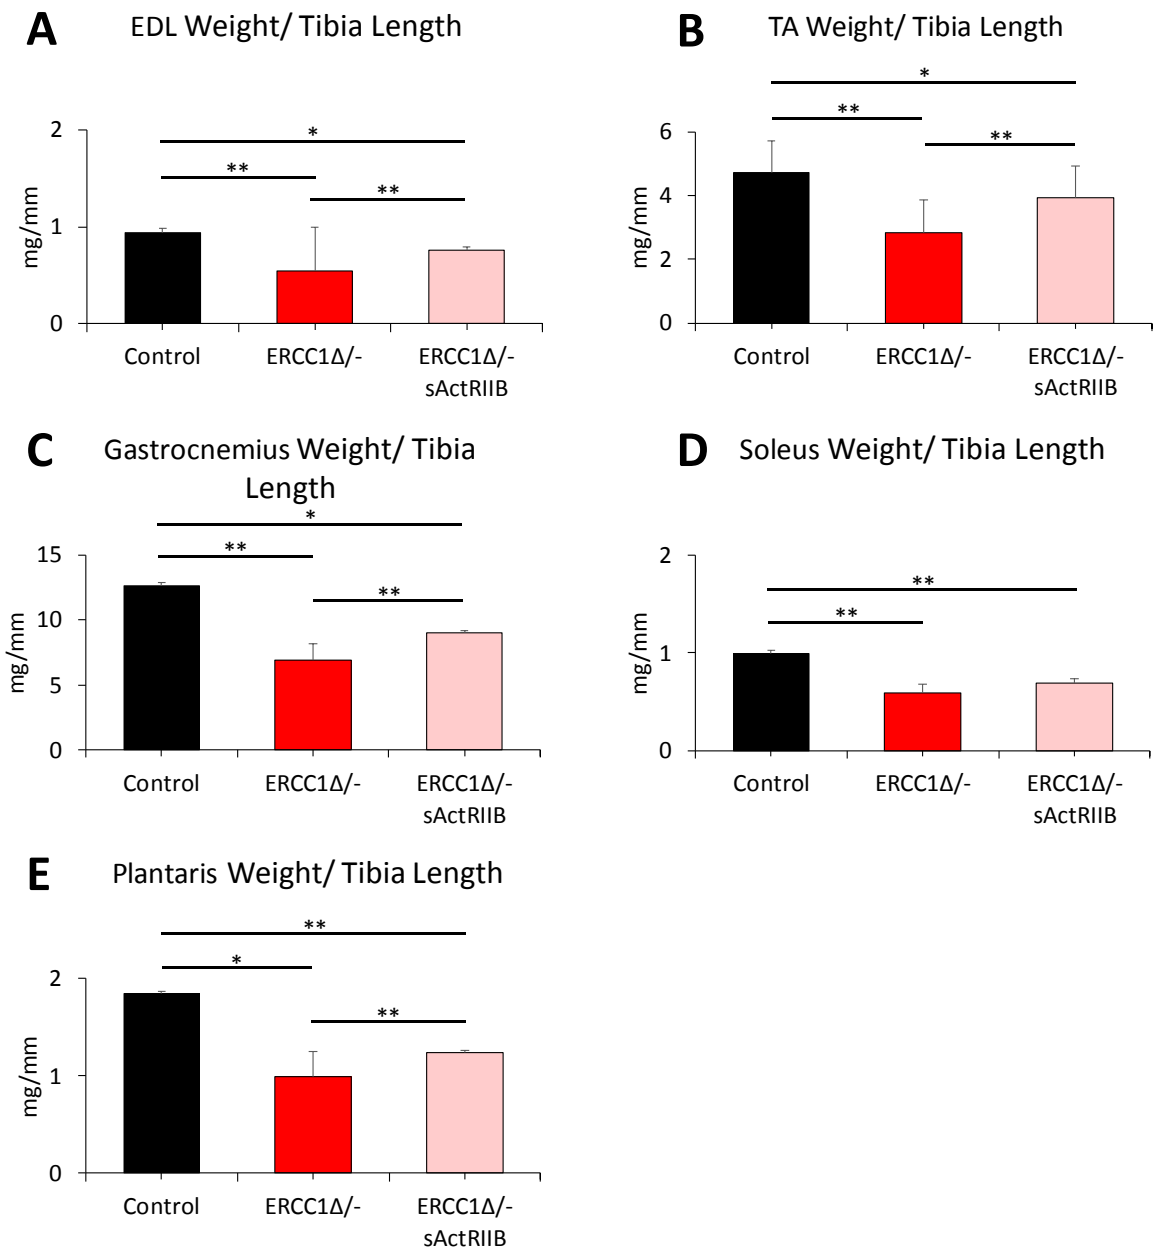 A
EDL Weight/ Tibia Length
*
**
**
2
1
0
mg/mm
Control
ERCC1Δ/-
ERCC1Δ/-
sActRIIB
B
TA Weight/ Tibia Length
*
**
**
6
4
2
0
mg/mm
Control
ERCC1Δ/-
ERCC1Δ/-
sActRIIB
C
Gastrocnemius Weight/ Tibia
Length
*
**
**
15
10
5
0
mg/mm
Control
ERCC1Δ/-
ERCC1Δ/-
sActRIIB
D
Soleus Weight/ Tibia Length
**
**
2
1
0
mg/mm
Control
ERCC1Δ/-
ERCC1Δ/-
sActRIIB
E
Plantaris Weight/ Tibia Length
**
*
**
2
1
0
mg/mm
Control
ERCC1Δ/-
ERCC1Δ/-
sActRIIB